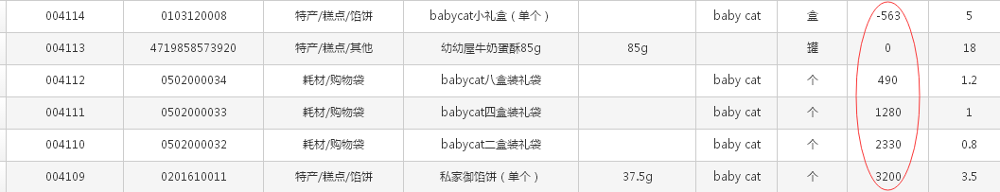 004114 0103120008 特产/糕点/馅饼 babycat小礼盒（单个） baby cat 盒 -563 5
004113 4719858573920 特产/糕点/其他 幼幼屋牛奶蛋酥85g 85g 罐 0 18
004112 0502000034 耗材/购物袋 babycat八盒装礼袋 baby cat 个 490 1.2
004111 0502000033 耗材/购物袋 babycat四盒装礼袋 baby cat 个 1280 1
004110 0502000032 耗材/购物袋 babycat二盒装礼袋 baby cat 个 2330 0.8
004109 0201610011 特产/糕点/馅饼 私家御馅饼（单个） 37.5g baby cat 个 3200 3.5